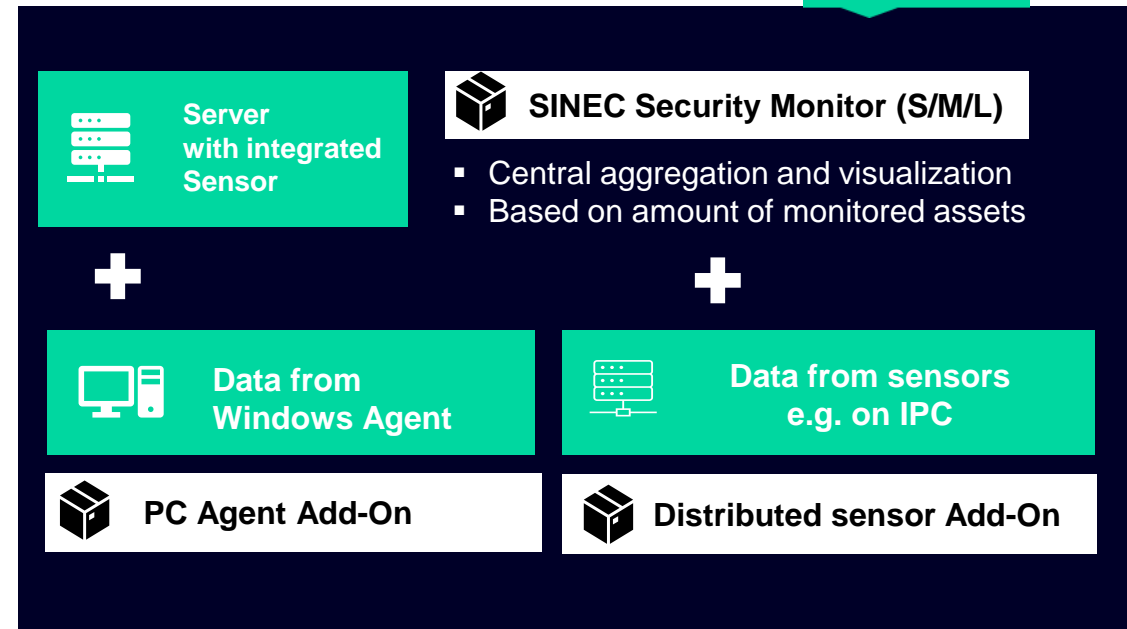 Server
with integrated
Sensor
SINEC Security Monitor (S/M/L)
▪ Central aggregation and visualization
▪ Based on amount of monitored assets
Data from
Windows Agent
PC Agent Add-On
Data from sensors
e.g. on IPC
Distributed sensor Add-On